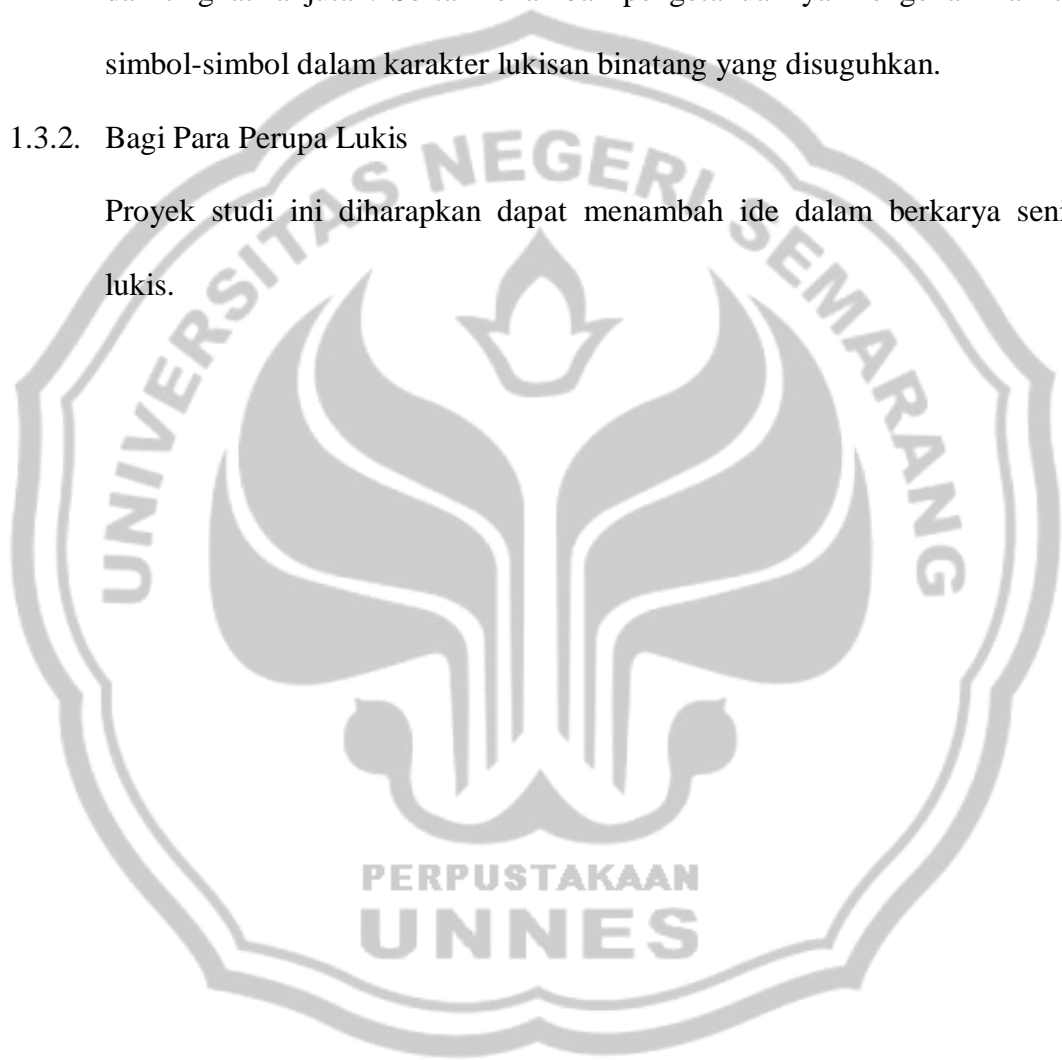 simbol-simbol dalam karakter lukisan binatang yang disuguhkan.
1.3.2. Bagi Para Perupa Lukis
Proyek studi ini diharapkan dapat menambah ide dalam berkarya seni
lukis.
UNIVERSITAS NEGERI SEMARANG
PERPUSTAKAAN
UNNES